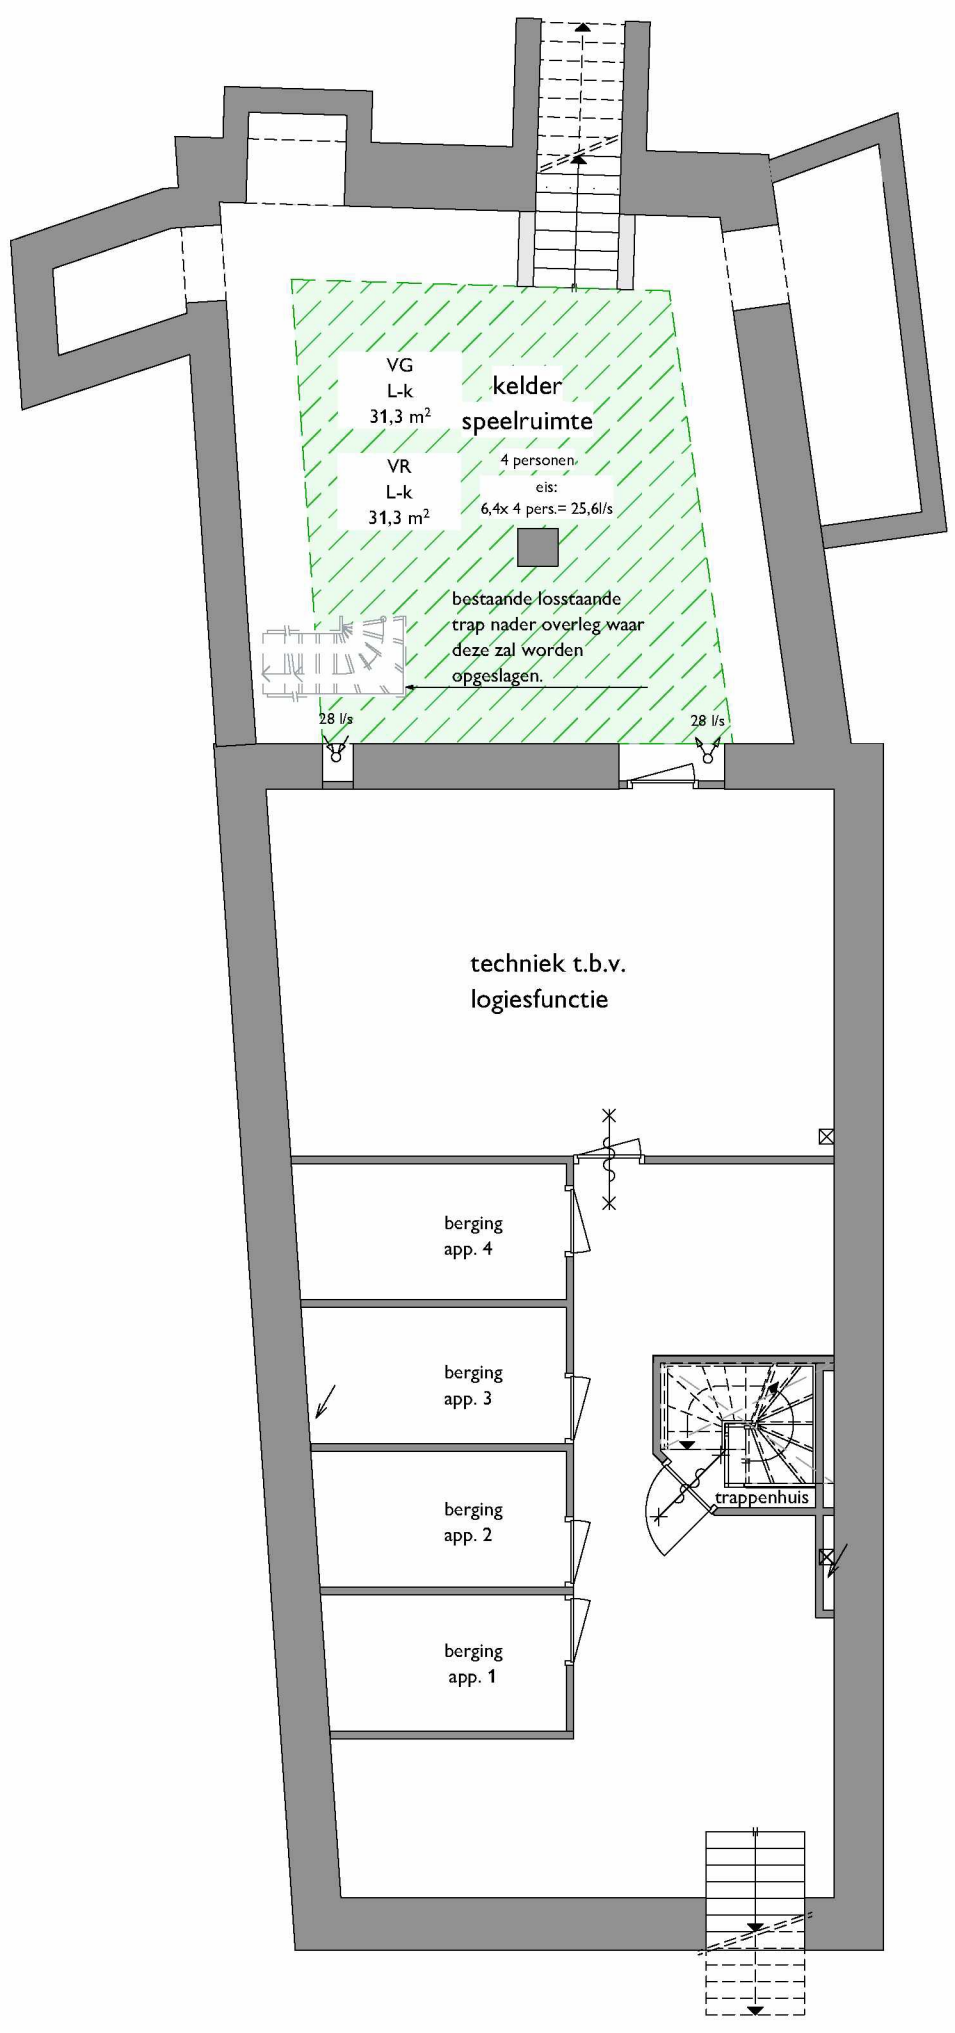 VG
L-k
31,3 m²
kelder
speelruimte
4 personen
VR
L-k
31,3 m²
eis:
6,4x 4 pers.= 25,6l/s
bestaande losstaande
trap nader overleg waar
deze zal worden
opgeslagen.
28 l/s
28 l/s
techniek t.b.v.
logiesfunctie
berging
app. 4
berging
app. 3
berging
app. 2
trappenhuis
berging
app. 1